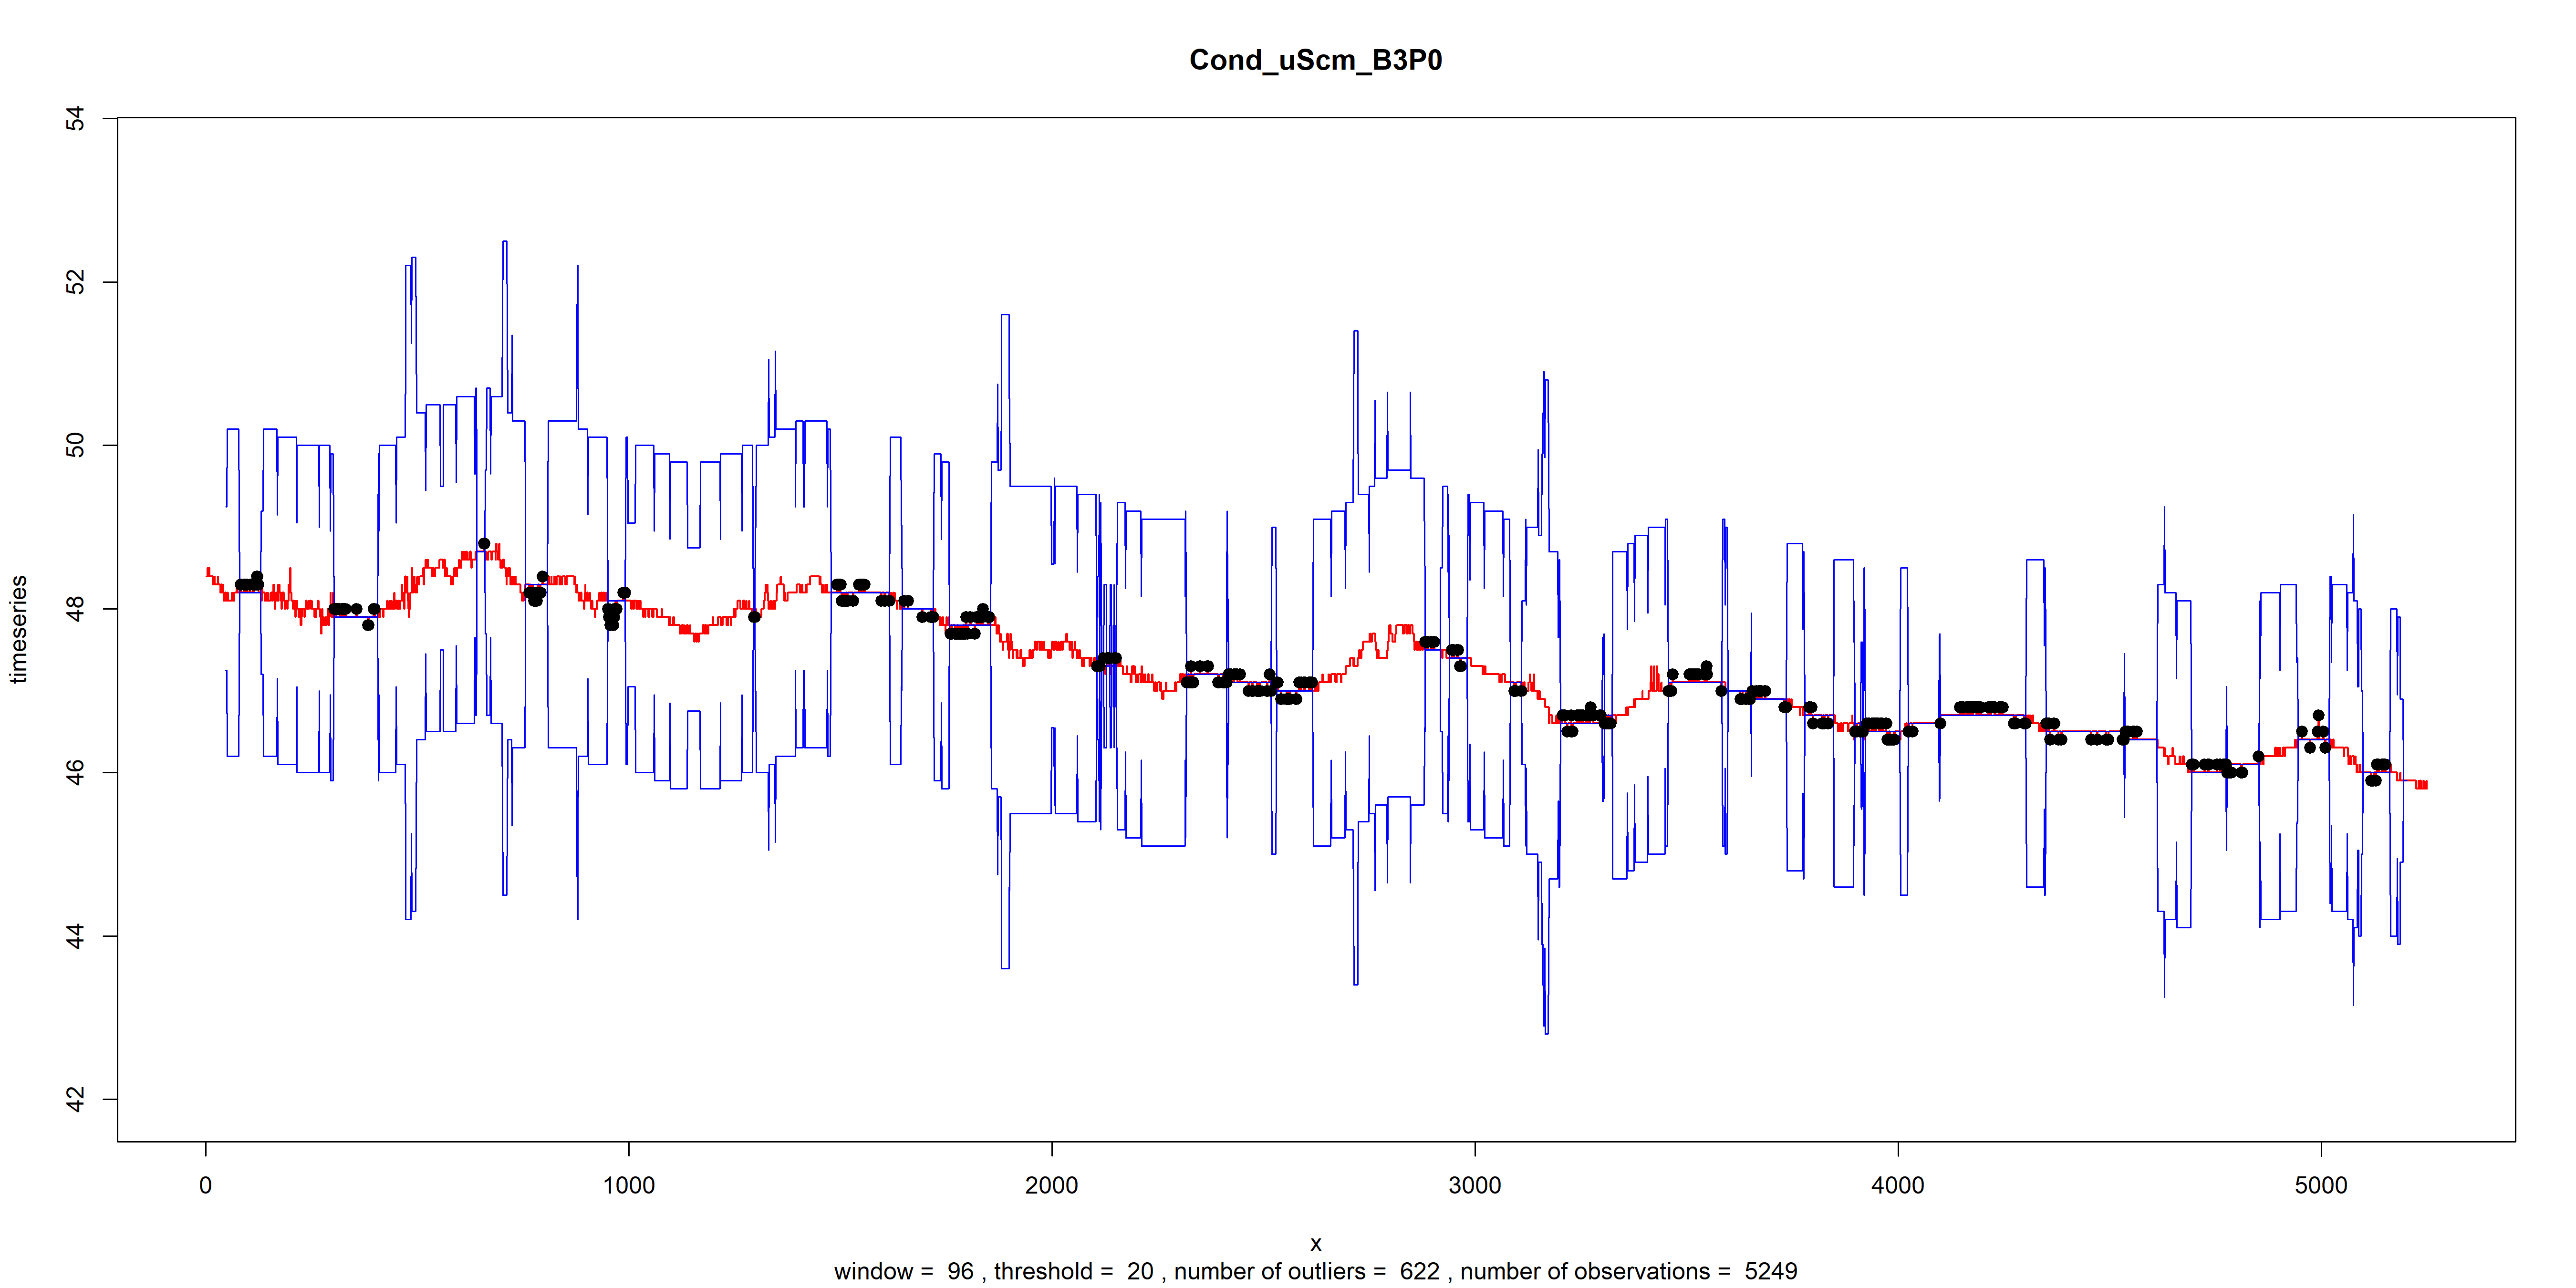 Cond_uScm_B3P0
timeseries
54
52
50
48
46
44
42
0 1000 2000 3000 4000 5000
x
window = 96 , threshold = 20 , number of outliers = 622 , number of observations = 5249